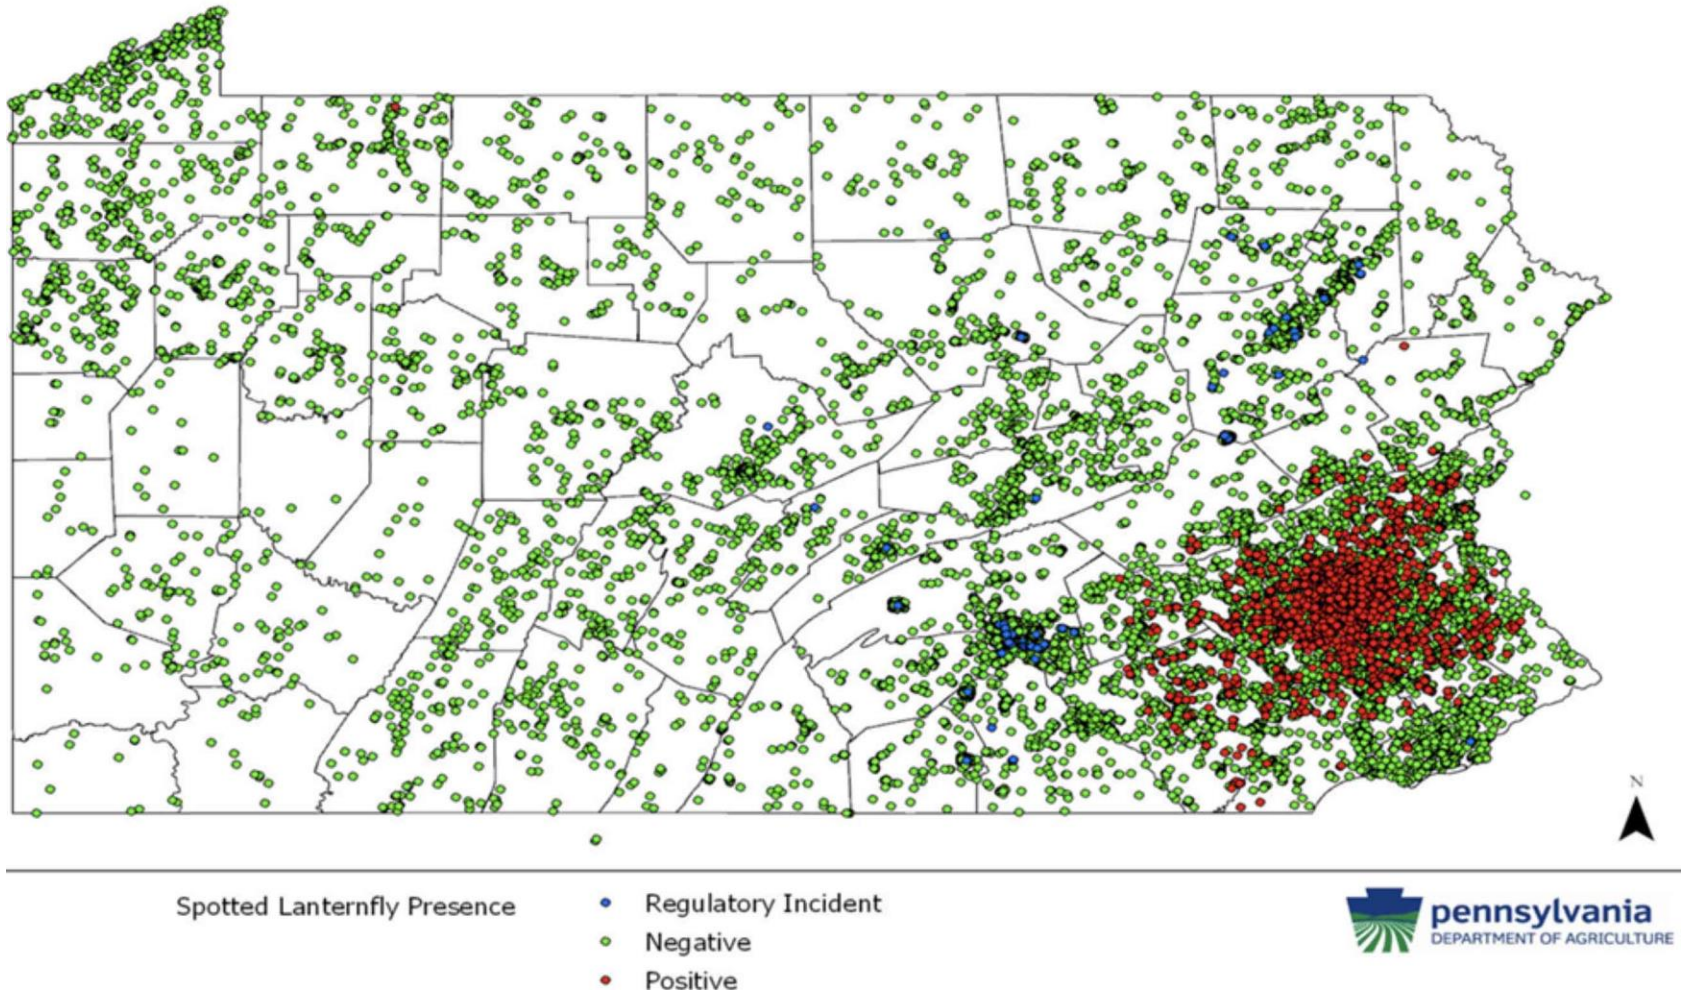 N
Spotted Lanternfly Presence
Regulatory Incident
Negative
Positive
pennsylvania
DEPARTMENT OF AGRICULTURE